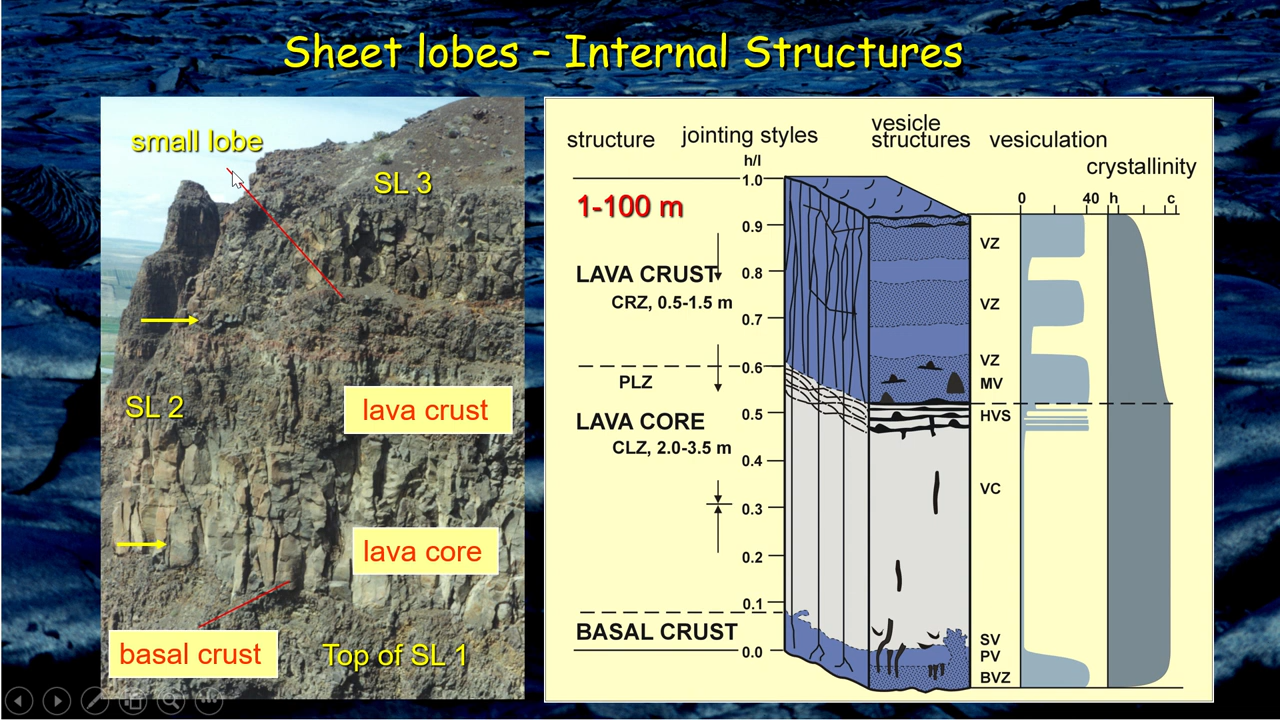 Sheet lobes – Internal Structures
small lobe
SL 3
SL 2
lava crust
lava core
basal crust
Top of SL 1
structure
jointing styles
vesicle
structures
vesiculation
crystallinity
h/l
1.0
0.9
0.8
0.7
0.6
0.5
0.4
0.3
0.2
0.1
0.0
1-100 m
LAVA CRUST
CRZ, 0.5-1.5 m
PLZ
LAVA CORE
CLZ, 2.0-3.5 m
BASAL CRUST
0
40
h
c
VZ
VZ
VZ
MV
HVS
VC
SV
PV
BVZ